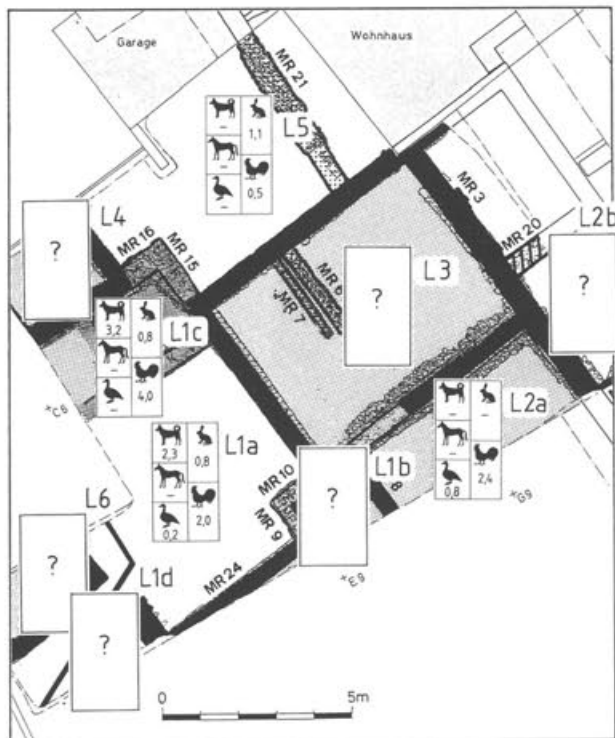 Garage
Wohnhaus
MR 21
L5
–
1,1
–
0,5
–
MR 3
MR 20
L2b
?
L4
?
MR 16
MR 15
L3
?
MR 6
MR 7
L1c
3,2
0,8
–
4,0
–
×C8
L1a
2,3
0,8
–
2,0
0,2
L2a
–
–
–
2,4
0,8
×G9
L1b
?
8
MR 10
MR 9
×E9
MR 24
L6
?
L1d
?
0
5m